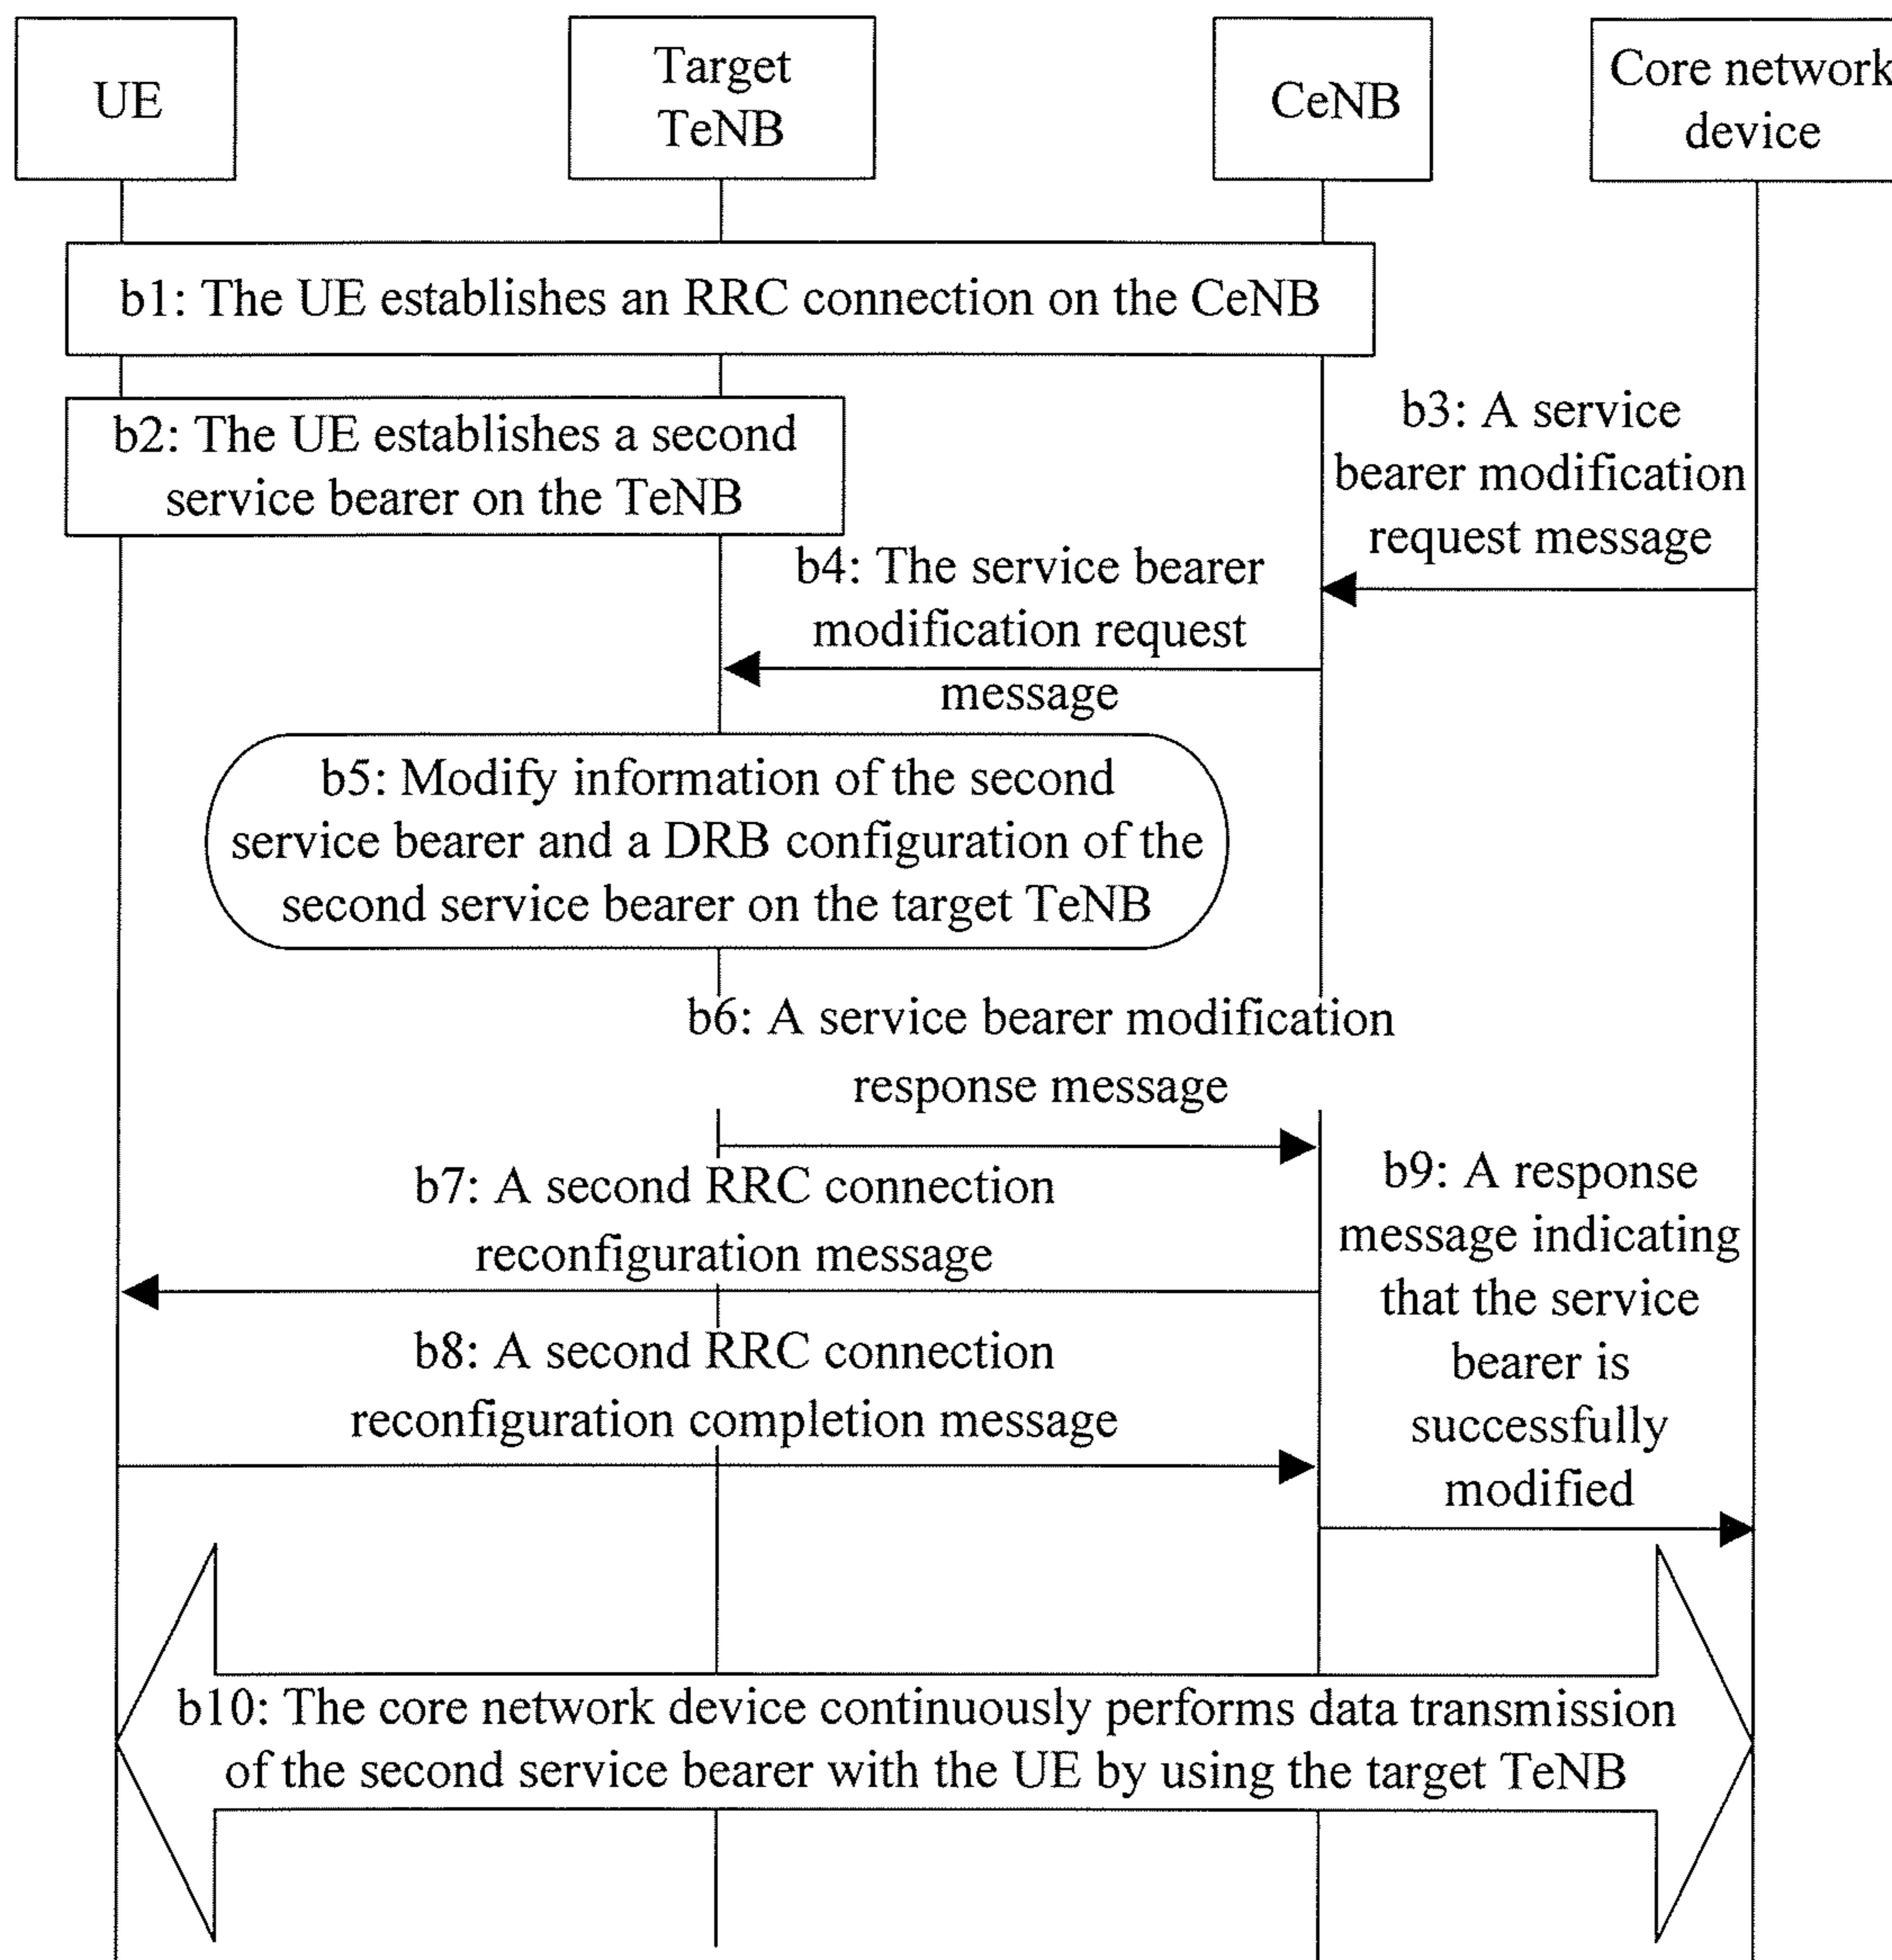 UE
Target
TeNB
CeNB
Core network
device
b1: The UE establishes an RRC connection on the CeNB
b2: The UE establishes a second
service bearer on the TeNB
b3: A service
bearer modification
request message
b4: The service bearer
modification request
message
b5: Modify information of the second
service bearer and a DRB configuration of the
second service bearer on the target TeNB
b6: A service bearer modification
response message
b7: A second RRC connection
reconfiguration message
b8: A second RRC connection
reconfiguration completion message
b9: A response
message indicating
that the service
bearer is
successfully
modified
b10: The core network device continuously performs data transmission
of the second service bearer with the UE by using the target TeNB